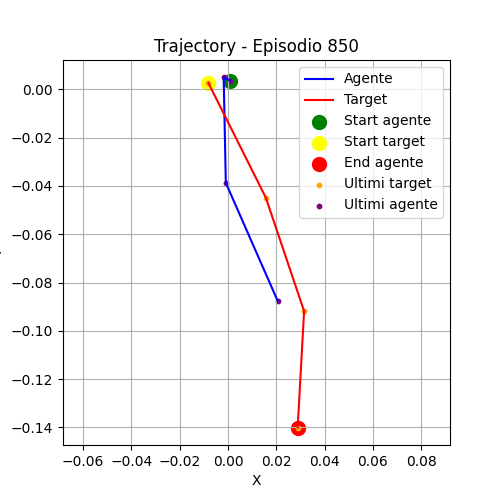 Trajectory - Episodio 850
Agente
Target
Start agente
Start target
End agente
Ultimi target
Ultimi agente
0.00
−0.02
−0.04
−0.06
−0.08
−0.10
−0.12
−0.14
−0.06 −0.04 −0.02 0.00 0.02 0.04 0.06 0.08
X